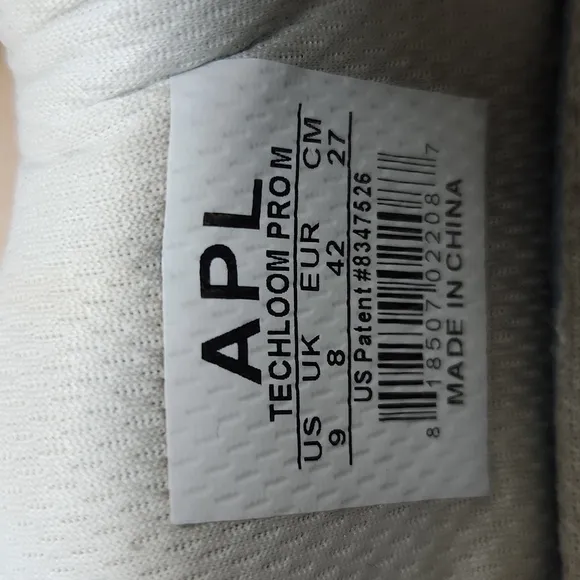 APL
TECHLOOM PRO M
US UK EUR CM
9 8 42 27
US Patent #8347526
8 18507 02208 7
MADE IN CHINA